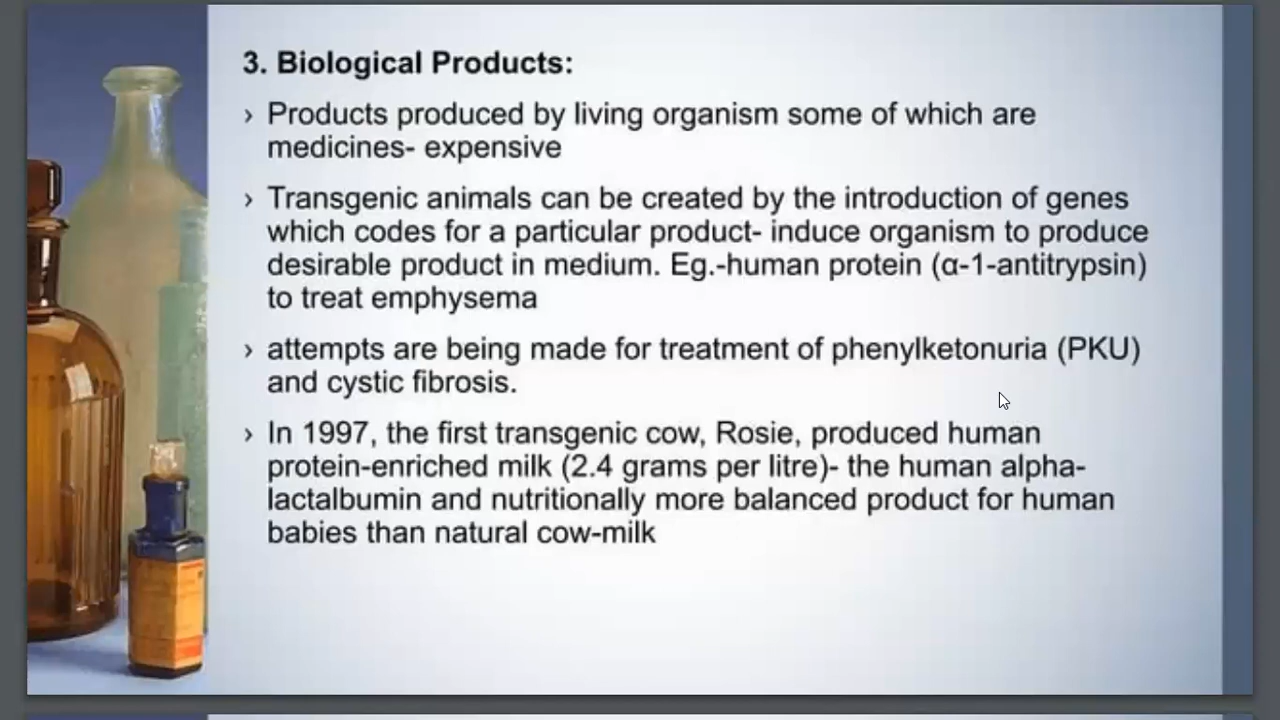 3. Biological Products:
› Products produced by living organism some of which are
medicines- expensive
› Transgenic animals can be created by the introduction of genes
which codes for a particular product- induce organism to produce
desirable product in medium. Eg.-human protein (α-1-antitrypsin)
to treat emphysema
› attempts are being made for treatment of phenylketonuria (PKU)
and cystic fibrosis.
› In 1997, the first transgenic cow, Rosie, produced human
protein-enriched milk (2.4 grams per litre)- the human alpha-
lactalbumin and nutritionally more balanced product for human
babies than natural cow-milk